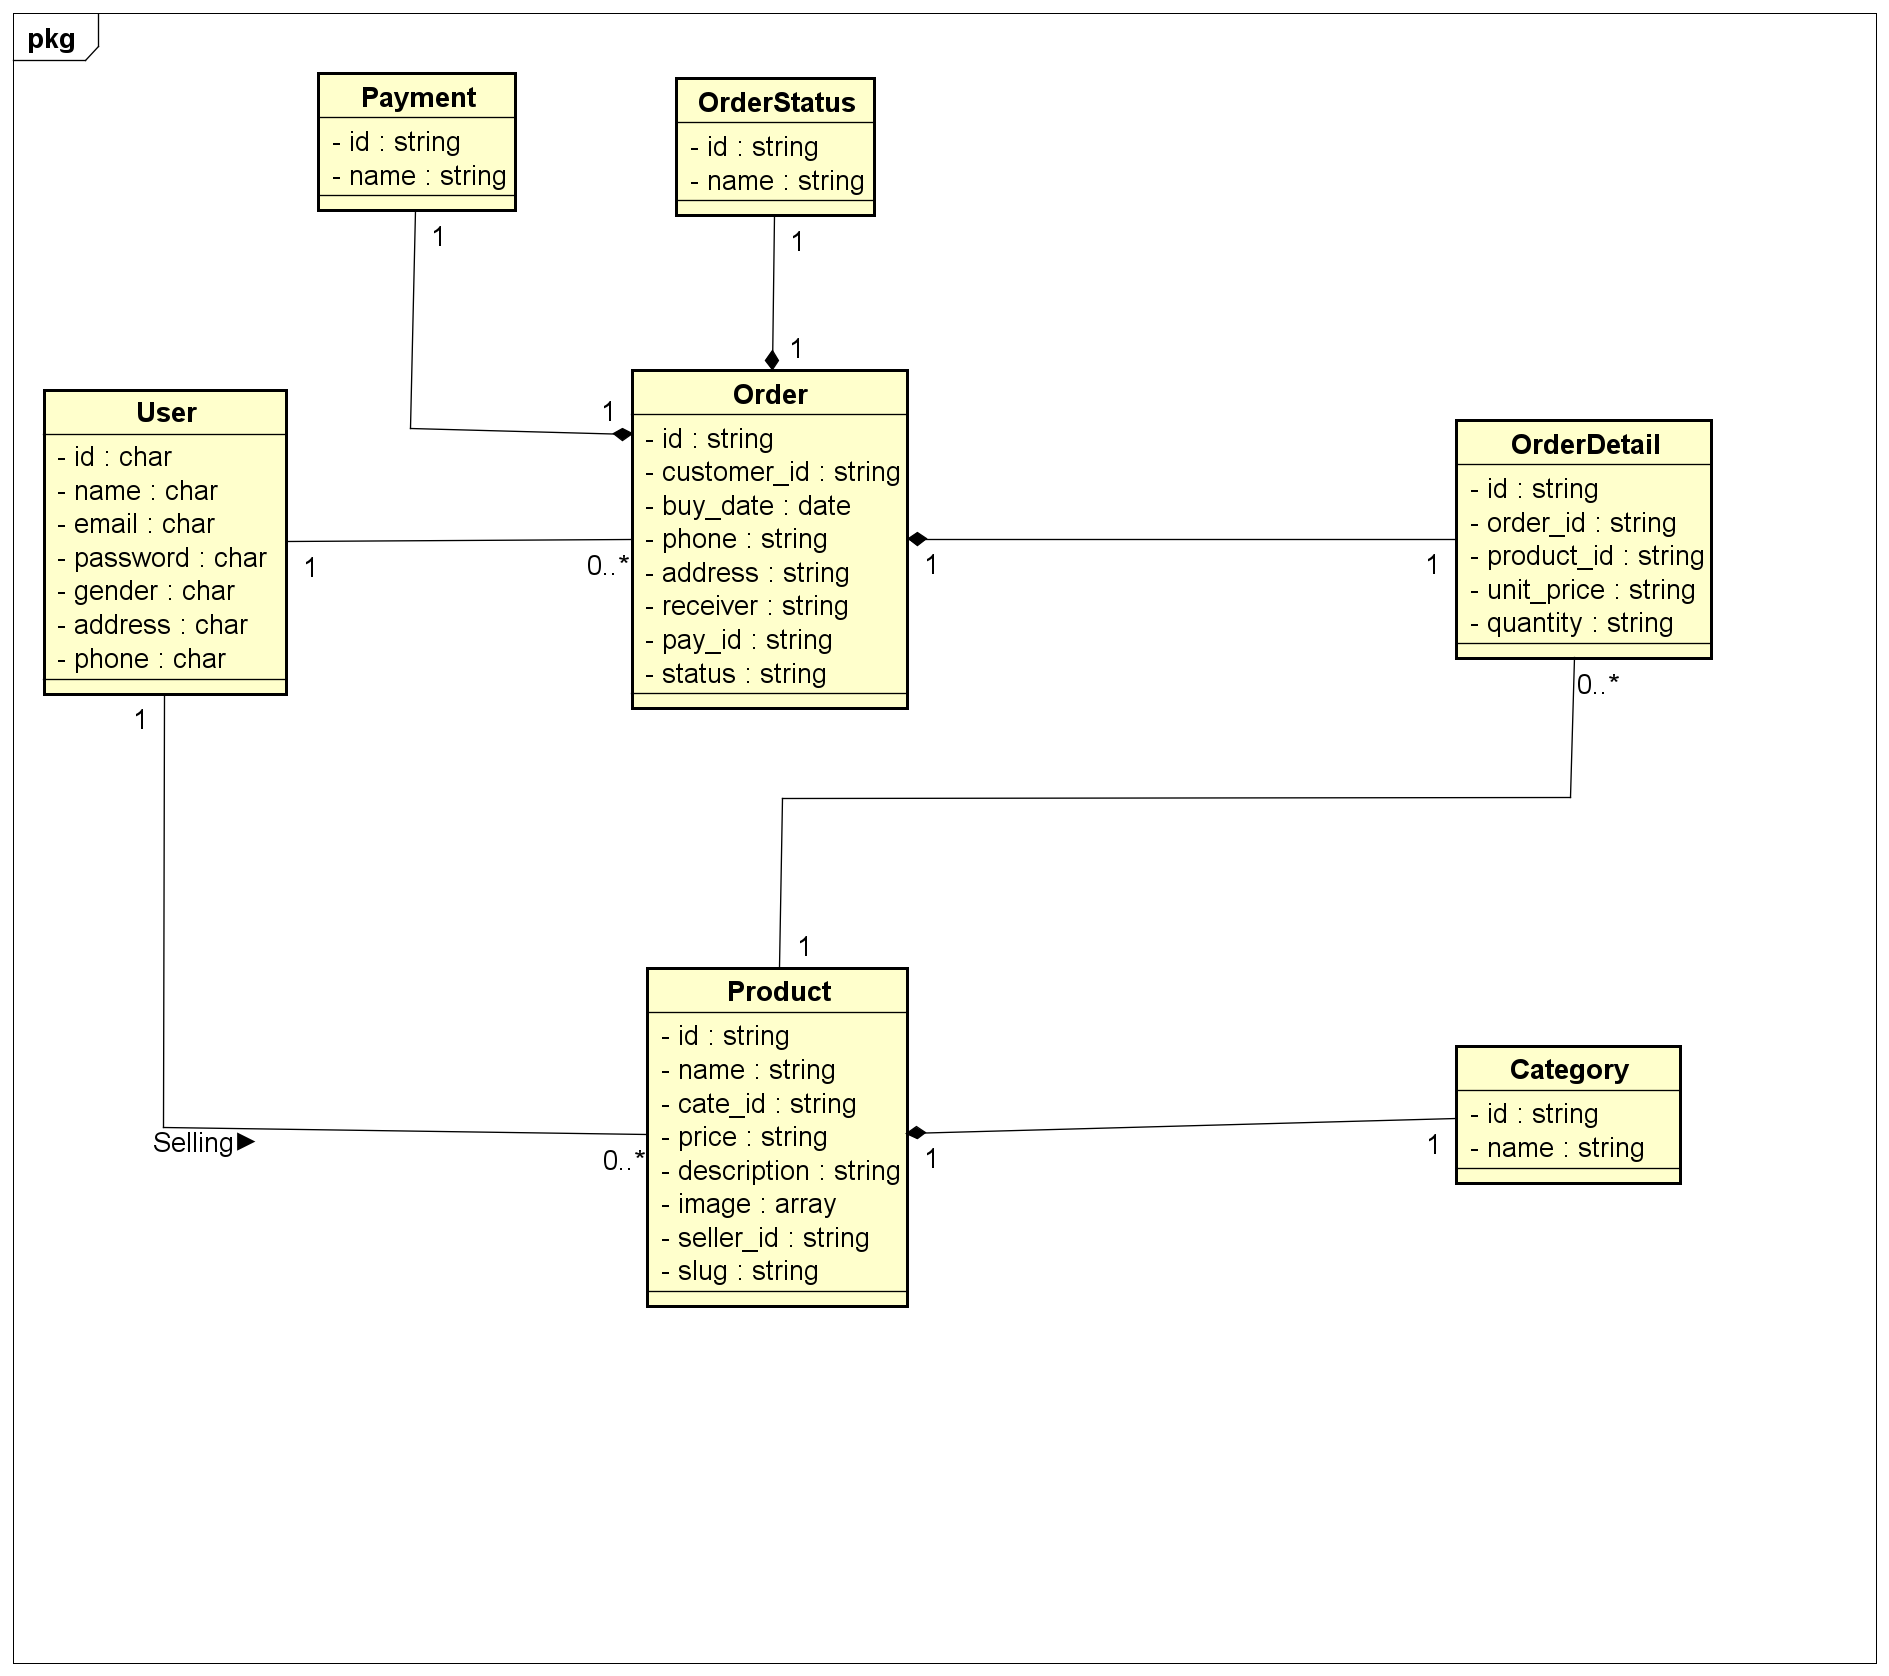 pkg
Payment
- id : string
- name : string
1
OrderStatus
- id : string
- name : string
1
1
1
User
- id : char
- name : char
- email : char
- password : char
- gender : char
- address : char
- phone : char
1
0..*
1
Order
- id : string
- customer_id : string
- buy_date : date
- phone : string
- address : string
- receiver : string
- pay_id : string
- status : string
1
1
OrderDetail
- id : string
- order_id : string
- product_id : string
- unit_price : string
- quantity : string
0..*
1
Selling
0..*
Product
- id : string
- name : string
- cate_id : string
- price : string
- description : string
- image : array
- seller_id : string
- slug : string
1
1
Category
- id : string
- name : string